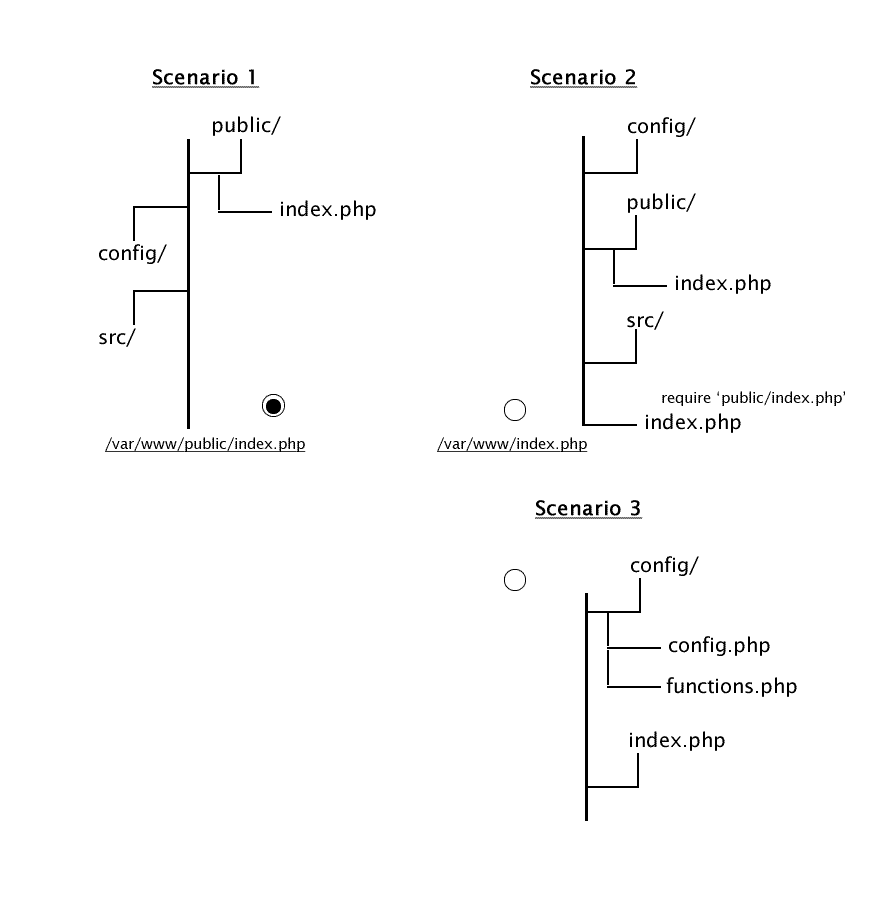 Scenario 1
public/
index.php
config/
src/
/var/www/public/index.php
Scenario 2
config/
public/
index.php
src/
require ‘public/index.php'
index.php
/var/www/index.php
Scenario 3
config/
config.php
functions.php
index.php